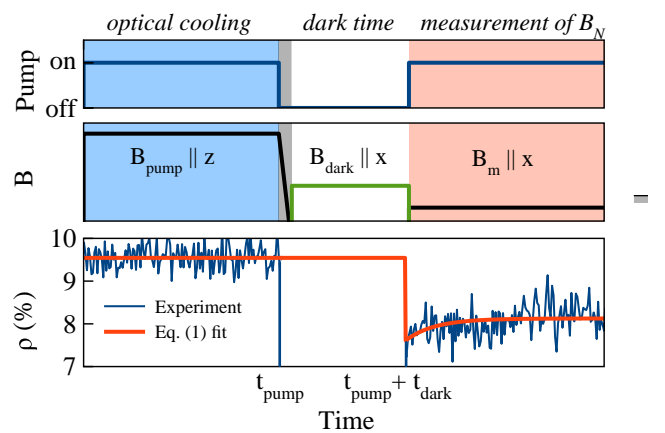 optical cooling dark time measurement of B_N
Pump
on
off
B
B_pump || z B_dark || x B_m || x
ρ (%)
10
9
8
7
Experiment
Eq. (1) fit
t_pump t_pump + t_dark
Time